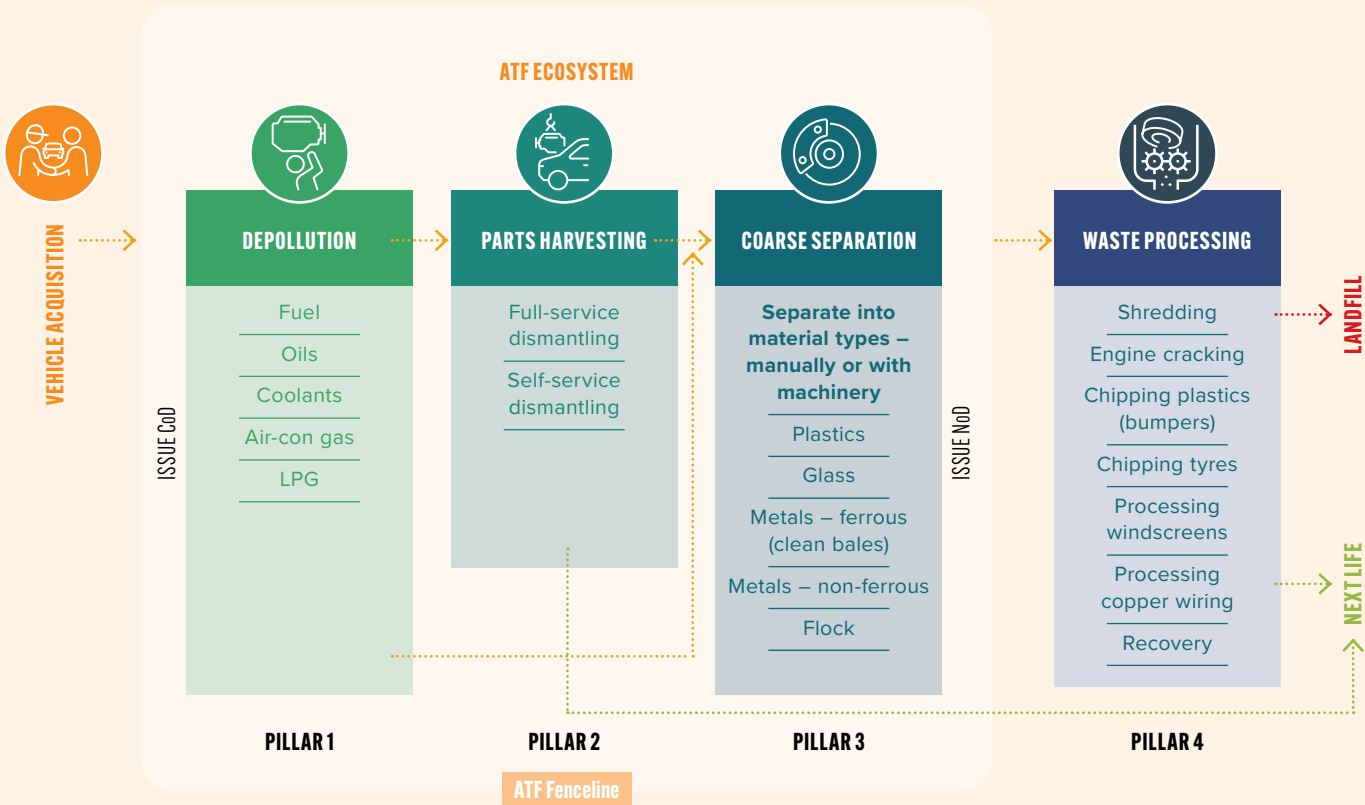 ATF ECOSYSTEM
VEHICLE ACQUISITION
ISSUE CoD
DEPOLLUTION
Fuel
Oils
Coolants
Air-con gas
LPG
PILLAR 1
PARTS HARVESTING
Full-service
dismantling
Self-service
dismantling
PILLAR 2
COARSE SEPARATION
Separate into
material types –
manually or with
machinery
Plastics
Glass
Metals – ferrous
(clean bales)
Metals – non-ferrous
Flock
PILLAR 3
ISSUE NoD
WASTE PROCESSING
Shredding
Engine cracking
Chipping plastics
(bumpers)
Chipping tyres
Processing
windscreens
Processing
copper wiring
Recovery
PILLAR 4
LANDFILL
NEXT LIFE
ATF Fenceline